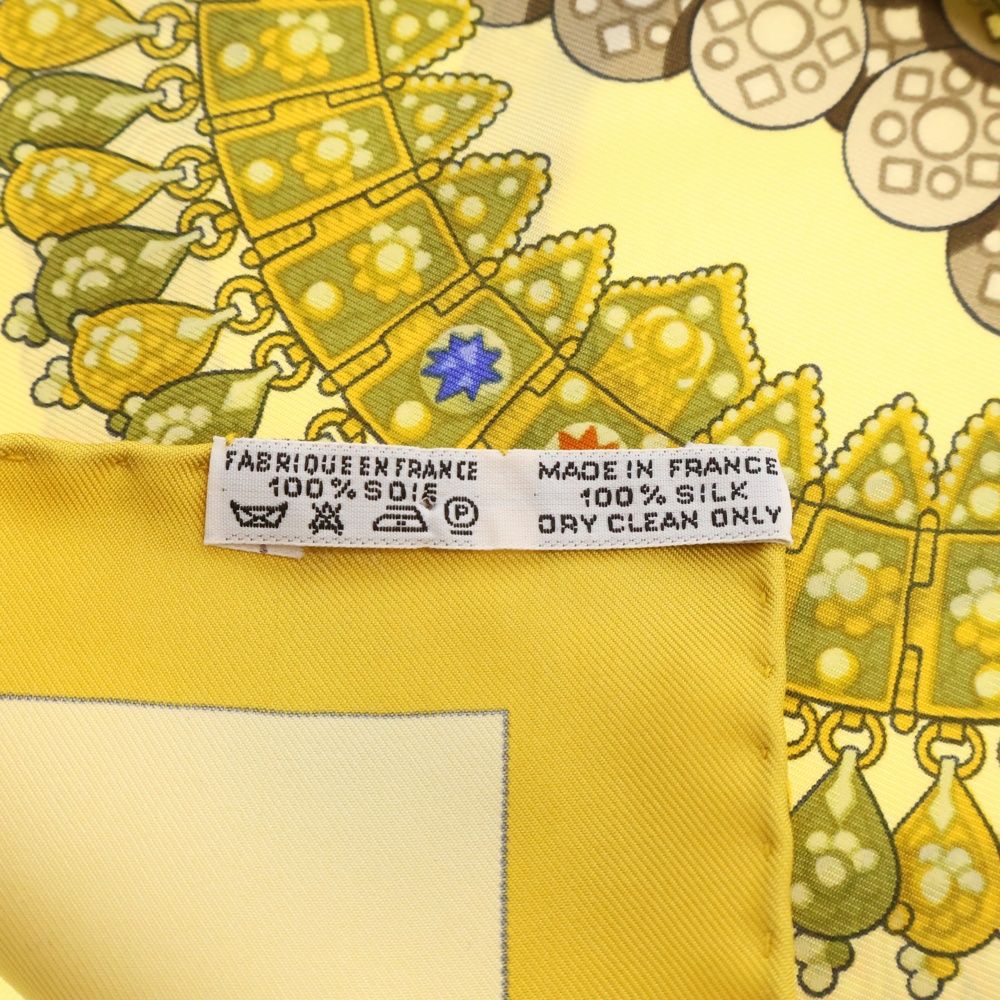 FABRIQUE EN FRANCE
100% SOIE
P
MADE IN FRANCE
100% SILK
DRY CLEAN ONLY